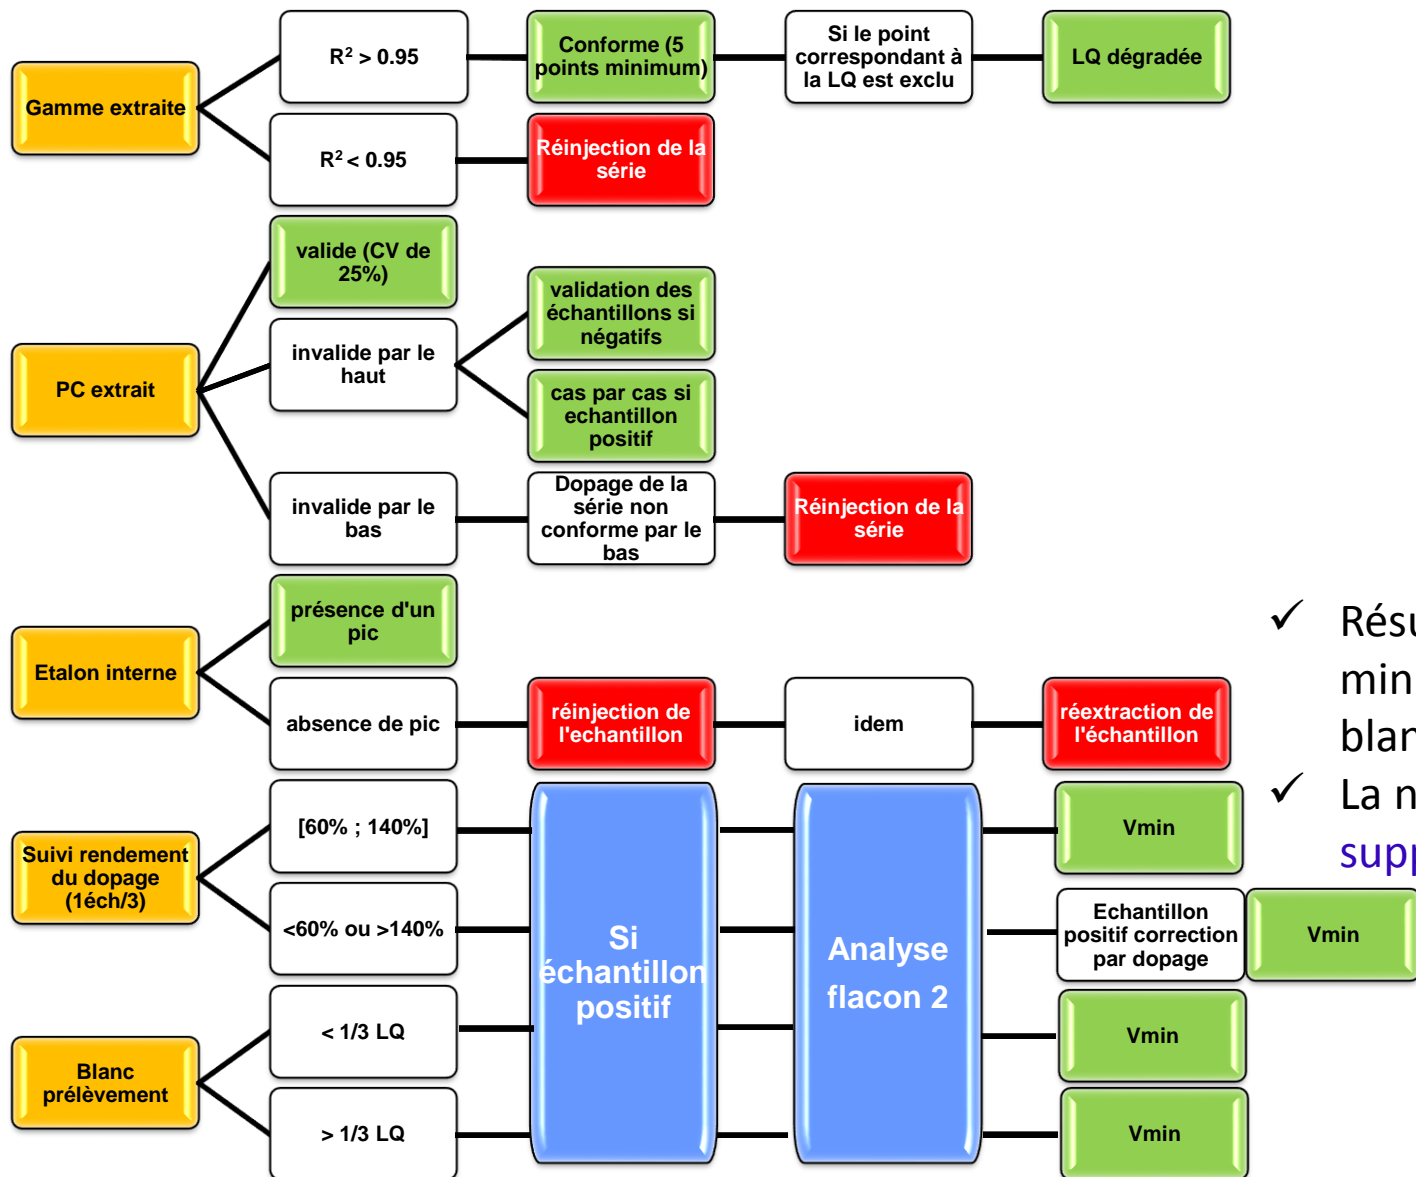 Gamme extraite
R² > 0.95
Conforme (5
points minimum)
Si le point
correspondant à
la LQ est exclu
LQ dégradée
R² < 0.95
Réinjection de la
série
PC extrait
valide (CV de
25%)
invalide par le
haut
validation des
échantillons si
négatifs
cas par cas si
echantillon
positif
invalide par le
bas
Dopage de la
série non
conforme par le
bas
Réinjection de la
série
Etalon interne
présence d'un
pic
absence de pic
réinjection de
l'echantillon
idem
réextraction de
l'échantillon
Suivi rendement
du dopage
(1éch/3)
[60% ; 140%]
<60% ou >140%
Blanc
prélèvement
< 1/3 LQ
> 1/3 LQ
Si
échantillon
positif
Analyse
flacon 2
Vmin
Echantillon
positif correction
par dopage
Vmin
Vmin
Vmin
✓ Résu
min
blan
✓ La n
supp